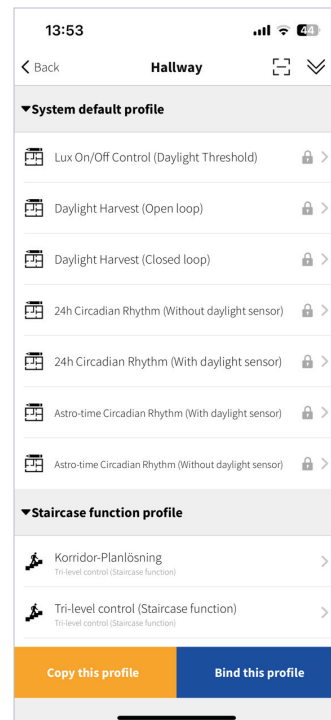 13:53
44
Back
Hallway
System default profile
Lux On/Off Control (Daylight Threshold)
Daylight Harvest (Open loop)
Daylight Harvest (Closed loop)
24h Circadian Rhythm (Without daylight sensor)
24h Circadian Rhythm (With daylight sensor)
Astro-time Circadian Rhythm (With daylight sensor)
Astro-time Circadian Rhythm (Without daylight sensor)
Staircase function profile
Korridor-Planlösning
Tri-level control (Staircase function)
Tri-level control (Staircase function)
Tri-level control (Staircase function)
Copy this profile
Bind this profile